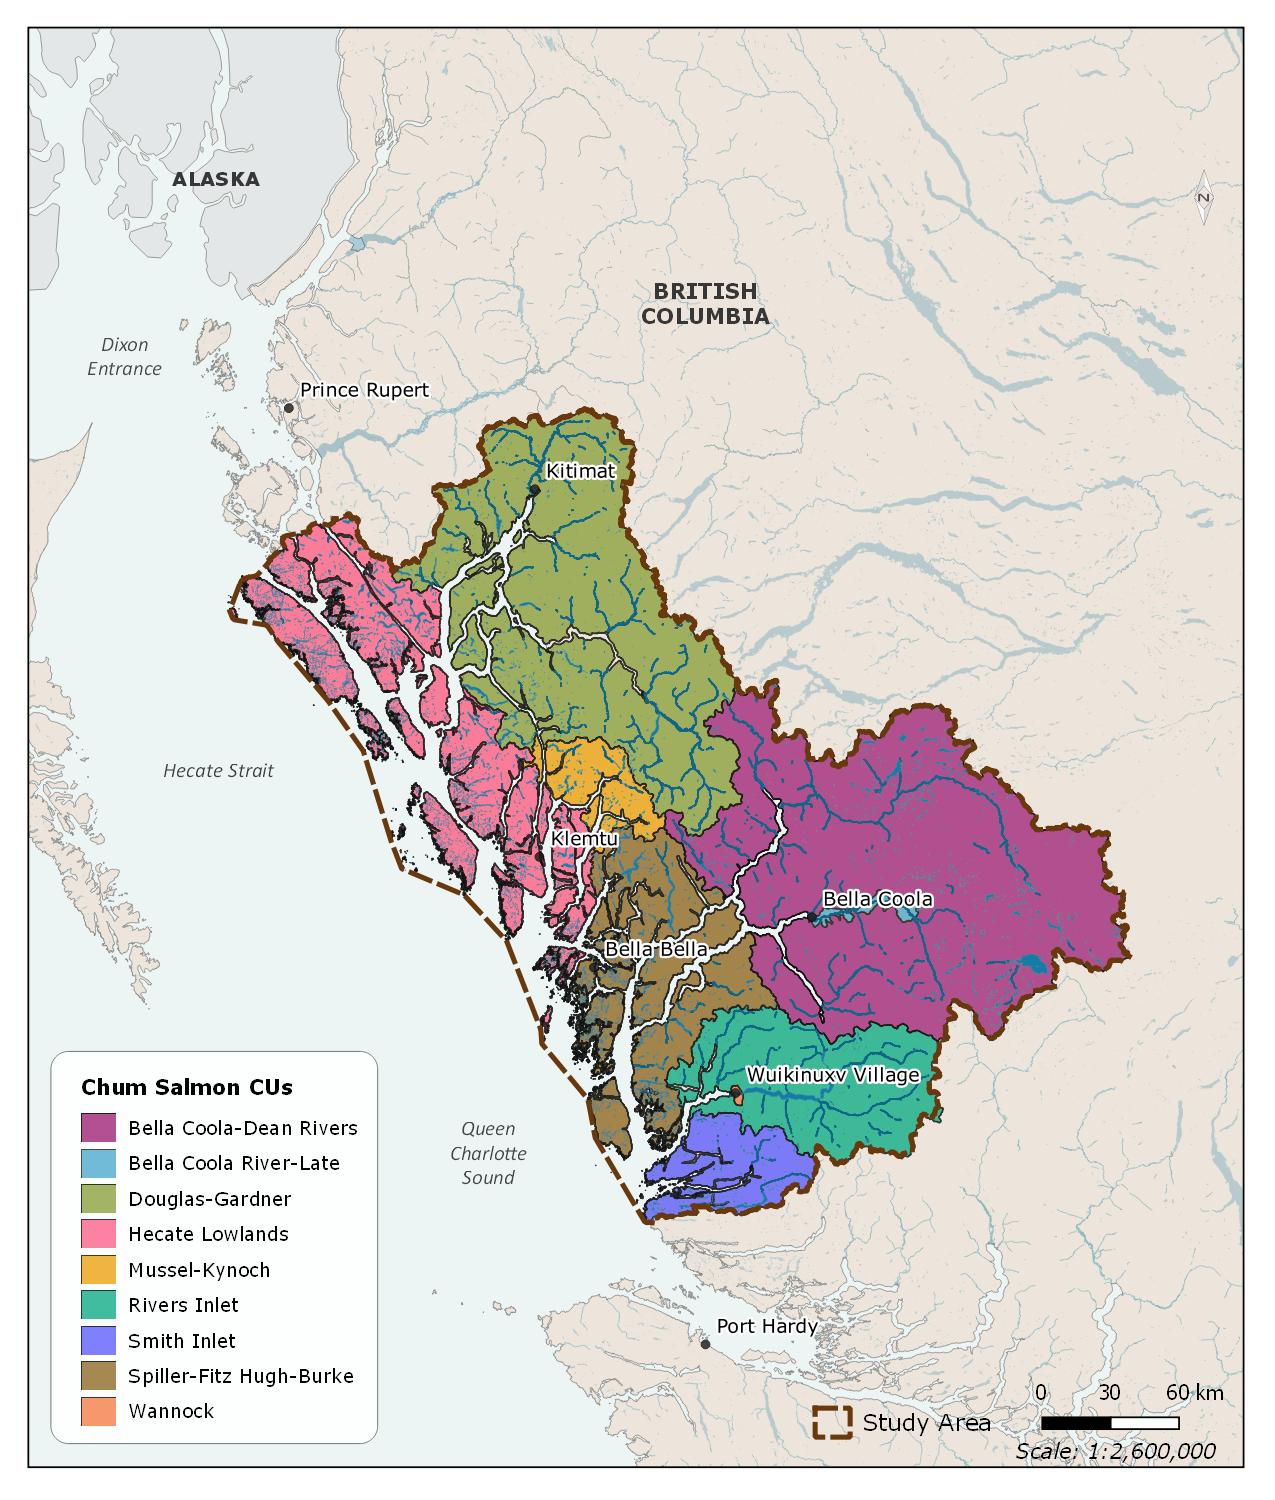 ALASKA
N
BRITISH
COLUMBIA
Dixon
Entrance
Prince Rupert
Kitimat
Hecate Strait
Klemtu
Bella Coola
Bella Bella
Wuikinuxv Village
Queen
Charlotte
Sound
Chum Salmon CUs
Bella Coola-Dean Rivers
Bella Coola River-Late
Douglas-Gardner
Hecate Lowlands
Mussel-Kynoch
Rivers Inlet
Smith Inlet
Spiller-Fitz Hugh-Burke
Wannock
Port Hardy
0 30 60 km
Study Area
Scale: 1:2,600,000